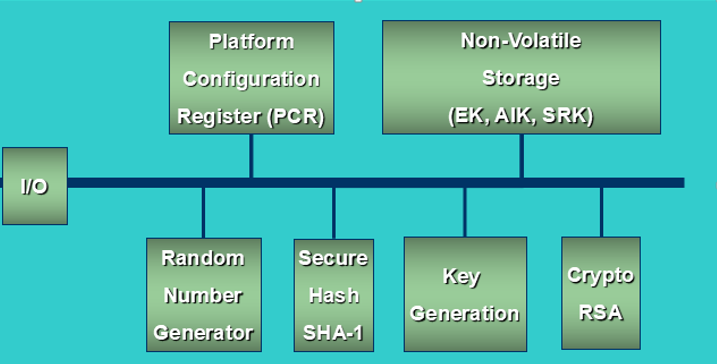 Platform
Configuration
Register (PCR)
Non-Volatile
Storage
(EK, AIK, SRK)
I/O
Random
Number
Generator
Secure
Hash
SHA-1
Key
Generation
Crypto
RSA